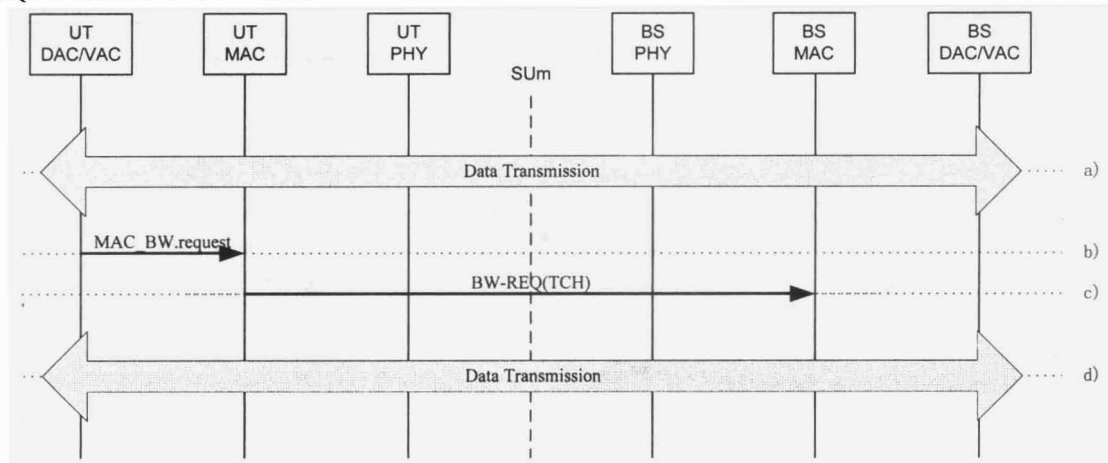 UT
DAC/VAC
UT
MAC
UT
PHY
SUm
BS
PHY
BS
MAC
BS
DAC/VAC
Data Transmission
a)
MAC_BW.request
b)
BW-REQ(TCH)
c)
Data Transmission
d)